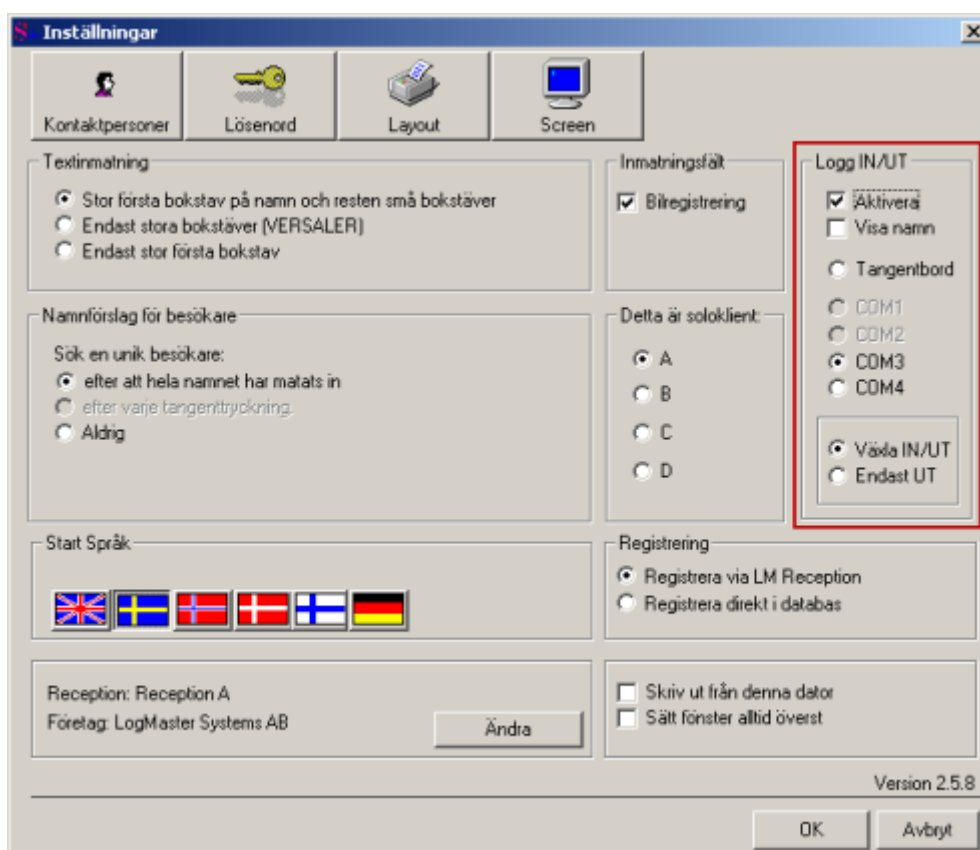 Inställningar
Kontaktpersoner
Lösenord
Layout
Screen
Textinmatning
Stor första bokstav på namn och resten små bokstäver
Endast stora bokstäver (VERSALER)
Endast stor första bokstav
Inmatningsfält
Bilregistrering
Logg IN/UT
Aktivera
Visa namn
Tangentbord
COM1
COM2
COM3
COM4
Växla IN/UT
Endast UT
Namnförslag för besökare
Sök en unik besökare:
efter att hela namnet har matats in
efter varje tangenttryckning.
Aldrig
Detta är soloklient:
A
B
C
D
Start Språk
Registrering
Registrera via LM Reception
Registrera direkt i databas
Reception: Reception A
Företag: LogMaster Systems AB
Ändra
Skriv ut från denna dator
Sätt fönster alltid överst
Version 2.5.8
OK
Avbryt